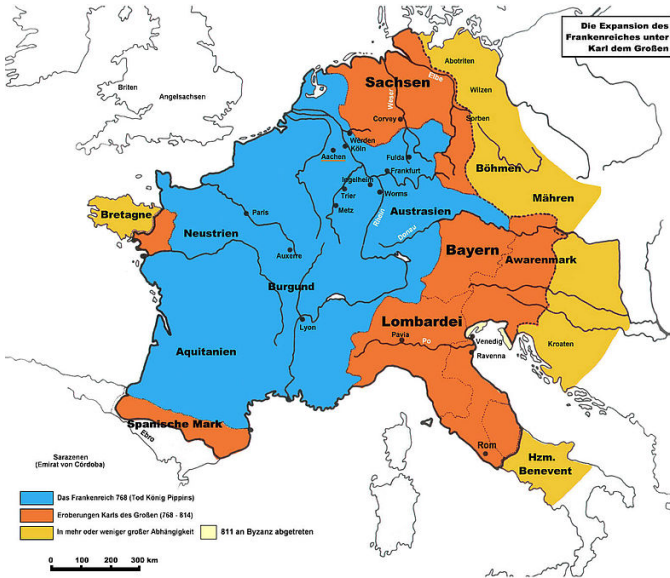 Die Expansion des
Frankenreiches unter
Karl dem Großen
Abotriten
Briten
Angelsachsen
Sachsen
Elbe
Weser
Wilzen
Corvey
Sorben
Werden
Köln
Aachen
Fulda
Böhmen
Frankfurt
Ingelheim
Trier
Worms
Mähren
Metz
Bretagne
Paris
Rhein
Austrasien
Neustrien
Donau
Auxerre
Bayern
Awarenmark
Burgund
Lyon
Lombardei
Pavia
Po
Venedig
Kroaten
Ravenna
Aquitanien
Spanische Mark
Ebro
Rom
Hzm.
Benevent
Sarazenen
(Emirat von Córdoba)
Das Frankenreich 768 (Tod König Pippins)
Eroberungen Karls des Großen (768 - 814)
In mehr oder weniger großer Abhängigkeit
811 an Byzanz abgetreten
0 100 200 300 km